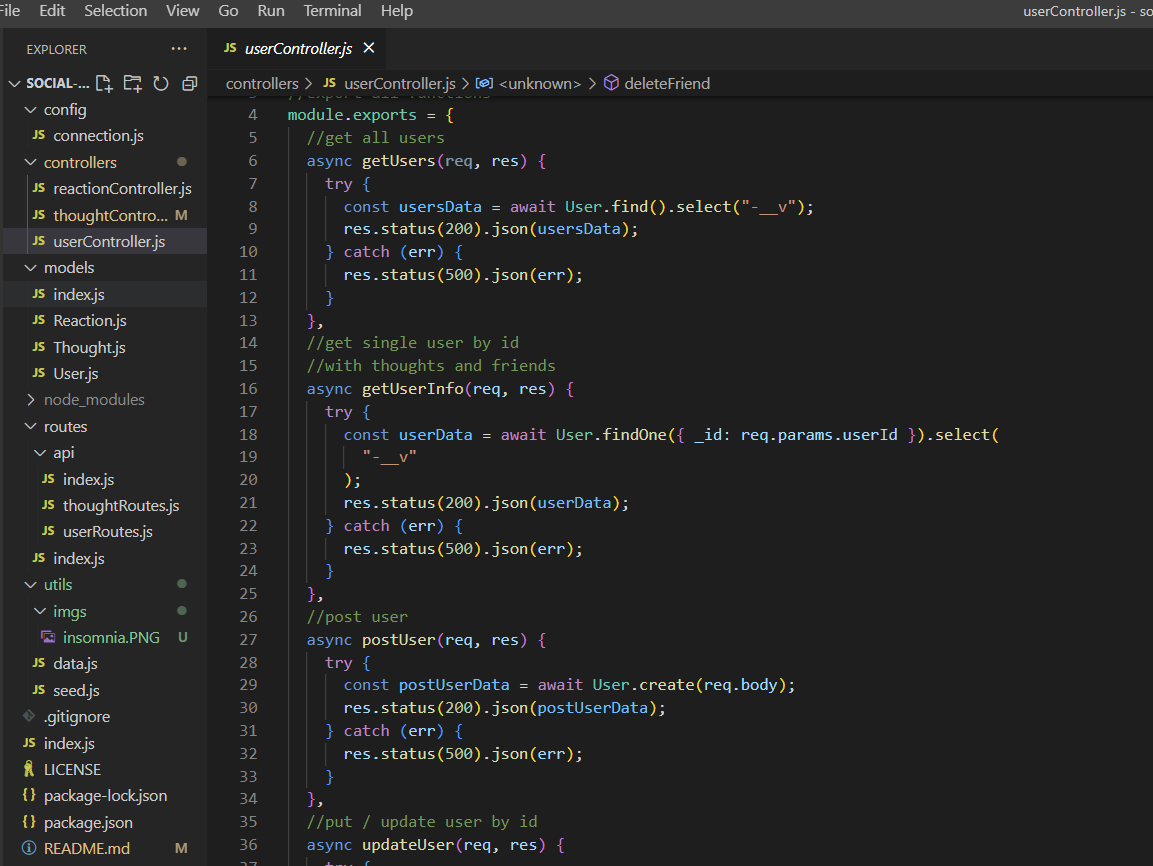 File Edit Selection View Go Run Terminal Help
userController.js - so
EXPLORER
...
SOCIAL-...
config
JS connection.js
controllers
JS reactionController.js
JS thoughtContro... M
JS userController.js
models
JS index.js
JS Reaction.js
JS Thought.js
JS User.js
node_modules
routes
api
JS index.js
JS thoughtRoutes.js
JS userRoutes.js
JS index.js
utils
imgs
insomnia.PNG U
JS data.js
JS seed.js
.gitignore
JS index.js
LICENSE
{} package-lock.json
{} package.json
README.md M
JS userController.js ×
controllers > JS userController.js > <unknown> > deleteFriend
3 //export all functions
4 module.exports = {
5 //get all users
6 async getUsers(req, res) {
7 try {
8 const usersData = await User.find().select("-__v");
9 res.status(200).json(usersData);
10 } catch (err) {
11 res.status(500).json(err);
12 }
13 },
14 //get single user by id
15 //with thoughts and friends
16 async getUserInfo(req, res) {
17 try {
18 const userData = await User.findOne({ _id: req.params.userId }).select(
19 "-__v"
20 );
21 res.status(200).json(userData);
22 } catch (err) {
23 res.status(500).json(err);
24 }
25 },
26 //post user
27 async postUser(req, res) {
28 try {
29 const postUserData = await User.create(req.body);
30 res.status(200).json(postUserData);
31 } catch (err) {
32 res.status(500).json(err);
33 }
34 },
35 //put / update user by id
36 async updateUser(req, res) {
37 try {